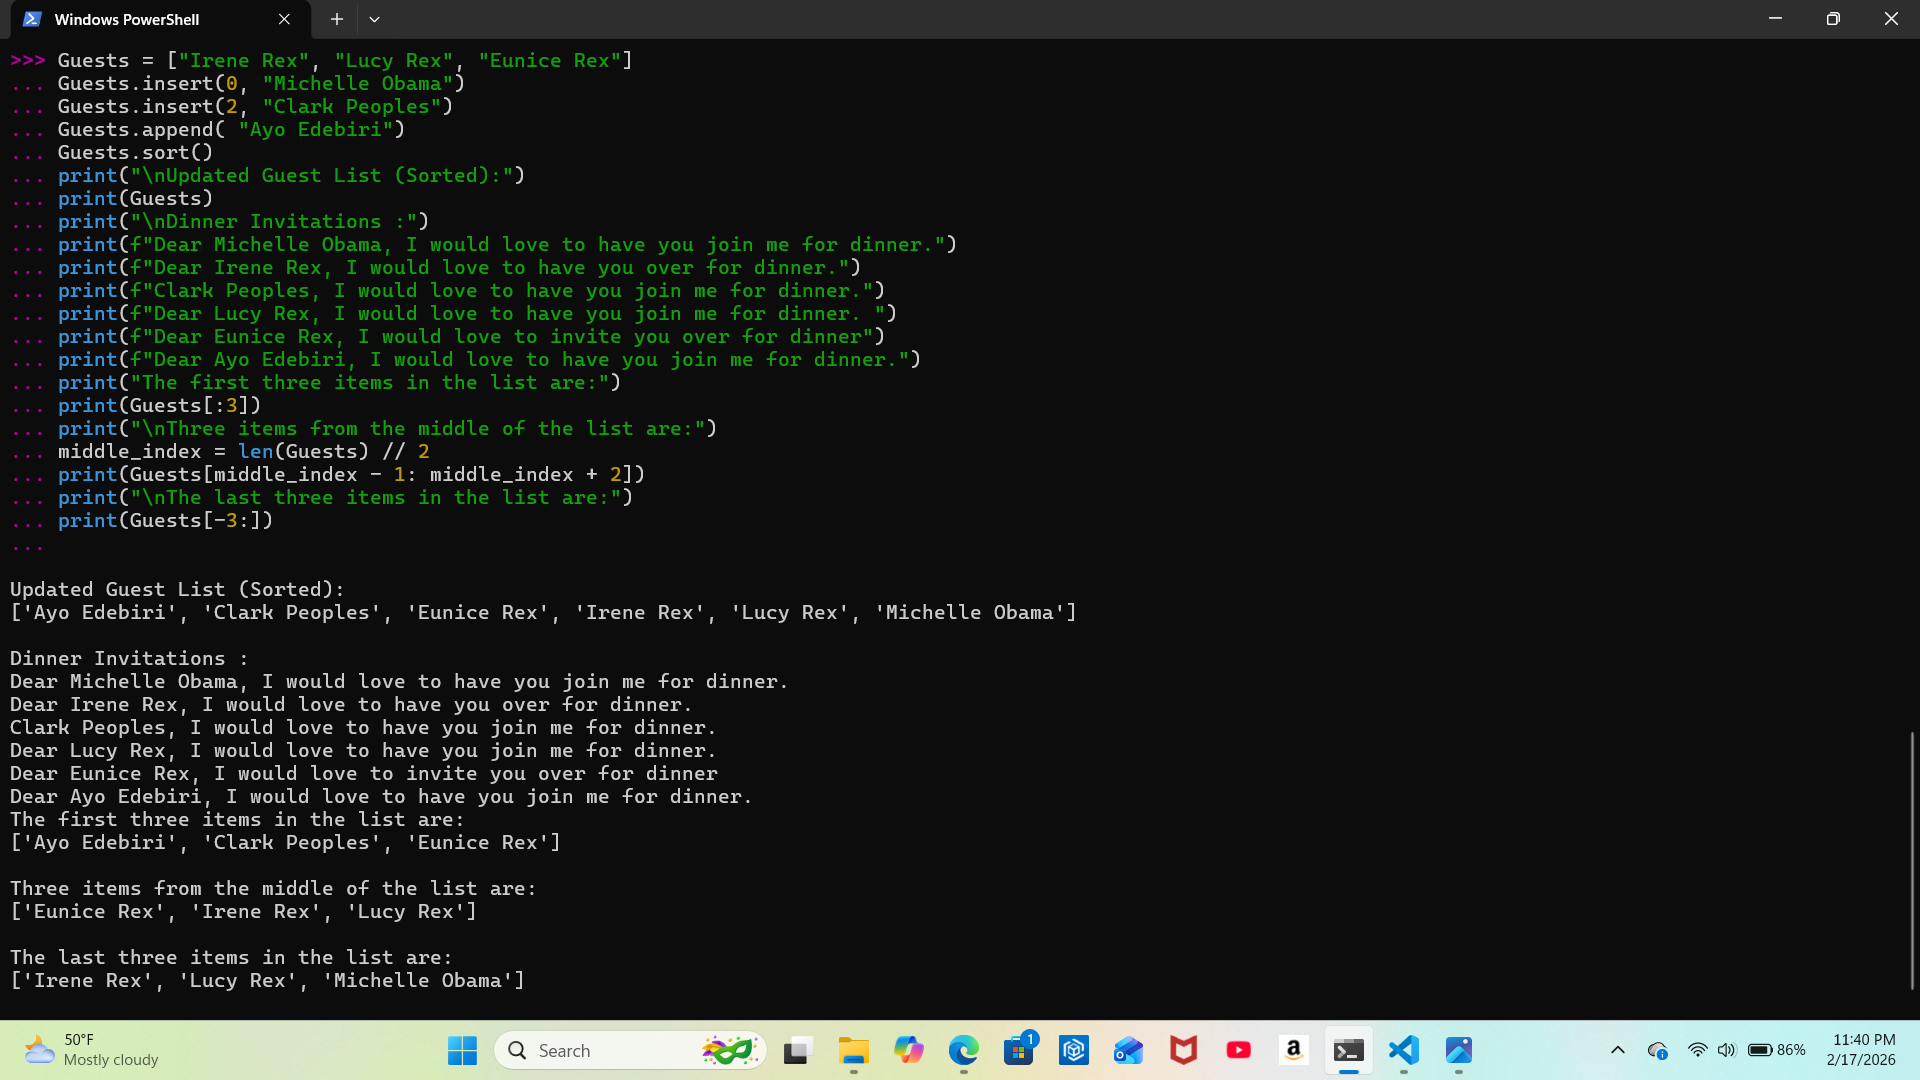 Windows PowerShell
>>> Guests = ["Irene Rex", "Lucy Rex", "Eunice Rex"]
... Guests.insert(0, "Michelle Obama")
... Guests.insert(2, "Clark Peoples")
... Guests.append( "Ayo Edebiri")
... Guests.sort()
... print("\nUpdated Guest List (Sorted):")
... print(Guests)
... print("\nDinner Invitations :")
... print(f"Dear Michelle Obama, I would love to have you join me for dinner.")
... print(f"Dear Irene Rex, I would love to have you over for dinner.")
... print(f"Clark Peoples, I would love to have you join me for dinner.")
... print(f"Dear Lucy Rex, I would love to have you join me for dinner. ")
... print(f"Dear Eunice Rex, I would love to invite you over for dinner")
... print(f"Dear Ayo Edebiri, I would love to have you join me for dinner.")
... print("The first three items in the list are:")
... print(Guests[:3])
... print("\nThree items from the middle of the list are:")
... middle_index = len(Guests) // 2
... print(Guests[middle_index - 1: middle_index + 2])
... print("\nThe last three items in the list are:")
... print(Guests[-3:])
...
Updated Guest List (Sorted):
['Ayo Edebiri', 'Clark Peoples', 'Eunice Rex', 'Irene Rex', 'Lucy Rex', 'Michelle Obama']
Dinner Invitations :
Dear Michelle Obama, I would love to have you join me for dinner.
Dear Irene Rex, I would love to have you over for dinner.
Clark Peoples, I would love to have you join me for dinner.
Dear Lucy Rex, I would love to have you join me for dinner.
Dear Eunice Rex, I would love to invite you over for dinner
Dear Ayo Edebiri, I would love to have you join me for dinner.
The first three items in the list are:
['Ayo Edebiri', 'Clark Peoples', 'Eunice Rex']
Three items from the middle of the list are:
['Eunice Rex', 'Irene Rex', 'Lucy Rex']
The last three items in the list are:
['Irene Rex', 'Lucy Rex', 'Michelle Obama']
50°F
Mostly cloudy
Search
1
86%
11:40 PM
2/17/2026